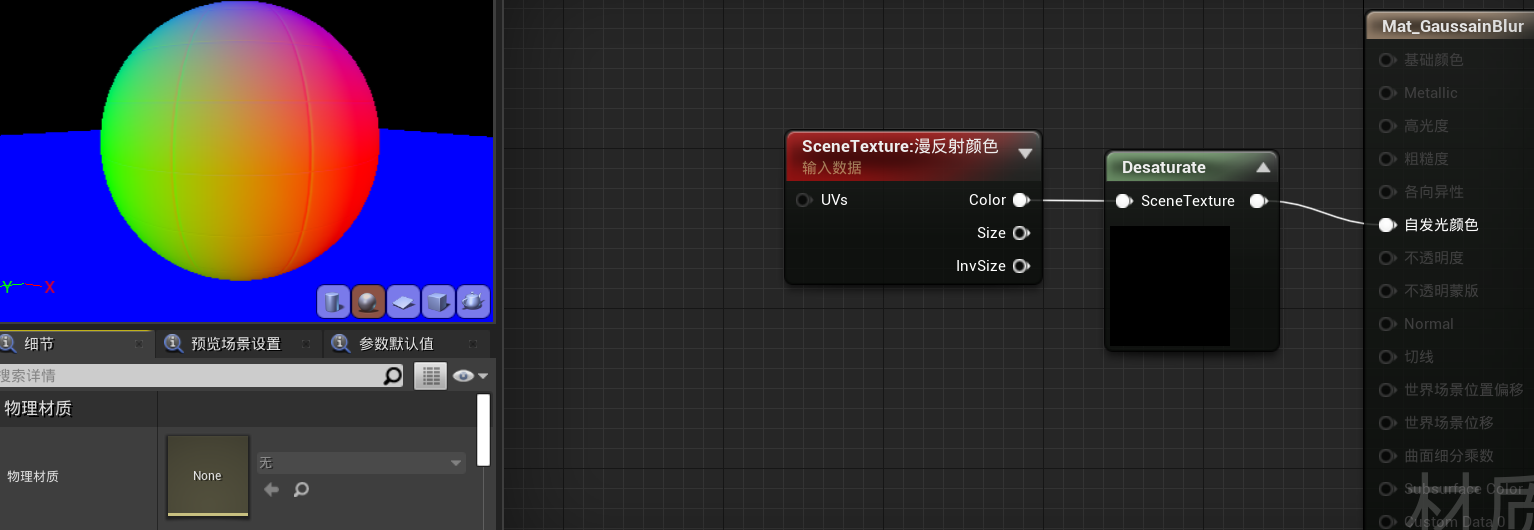 Y X
细节
预览场景设置
参数默认值
搜索详情
物理材质
物理材质
None
无
SceneTexture:漫反射颜色
输入数据
UVs
Color
Size
InvSize
Desaturate
SceneTexture
Mat_GaussainBlur
基础颜色
Metallic
高光度
粗糙度
各向异性
自发光颜色
不透明度
不透明蒙版
Normal
切线
世界场景位置偏移
世界场景位移
曲面细分乘数
Subsurface Color
Custom Data 0
材质